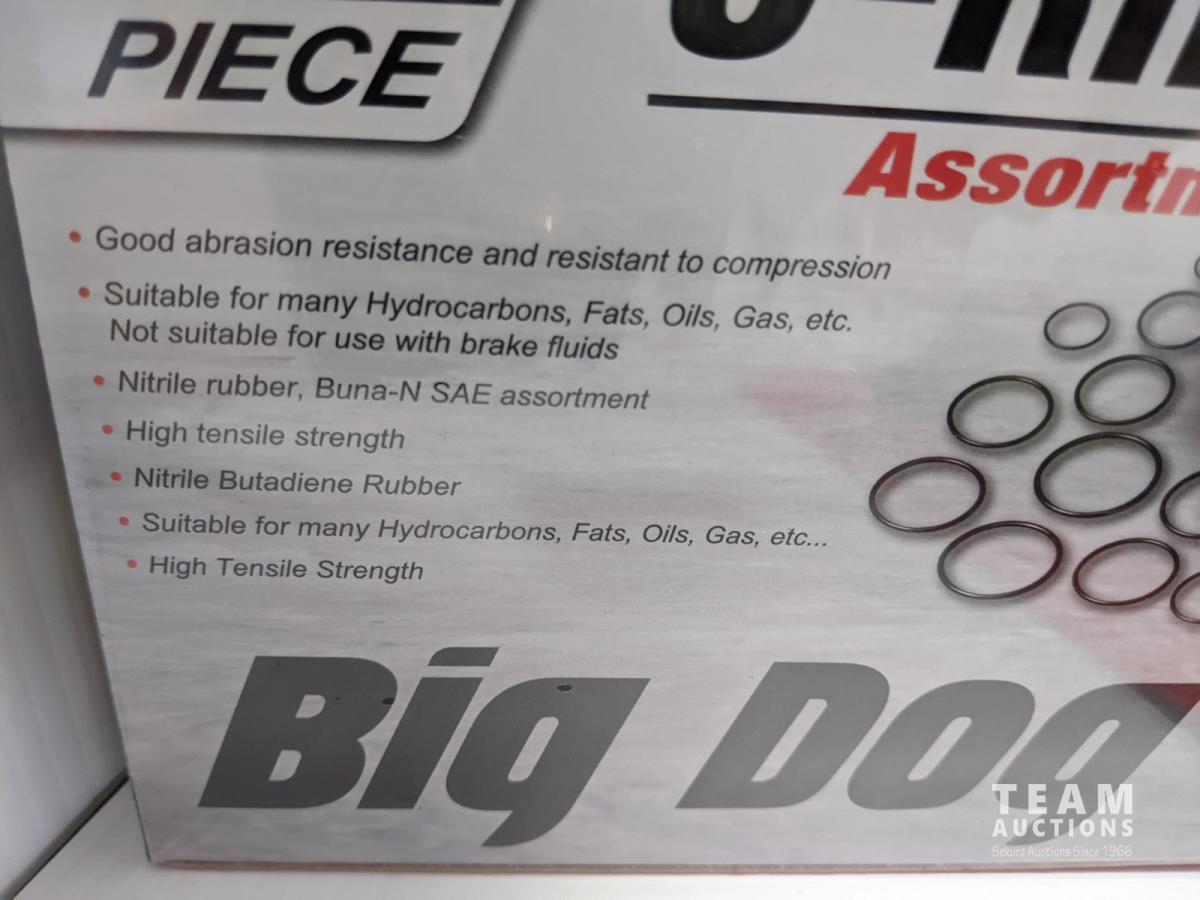 PIECE
Good abrasion resistance and resistant to compression
Suitable for many Hydrocarbons, Fats, Oils, Gas, etc.
Not suitable for use with brake fluids
Nitrile rubber, Buna-N SAE assortment
High tensile strength
Nitrile Butadiene Rubber
Suitable for many Hydrocarbons, Fats, Oils, Gas, etc...
High Tensile Strength
Big Dog
TEAM
AUCTIONS
Sekura Auctions Since 1966